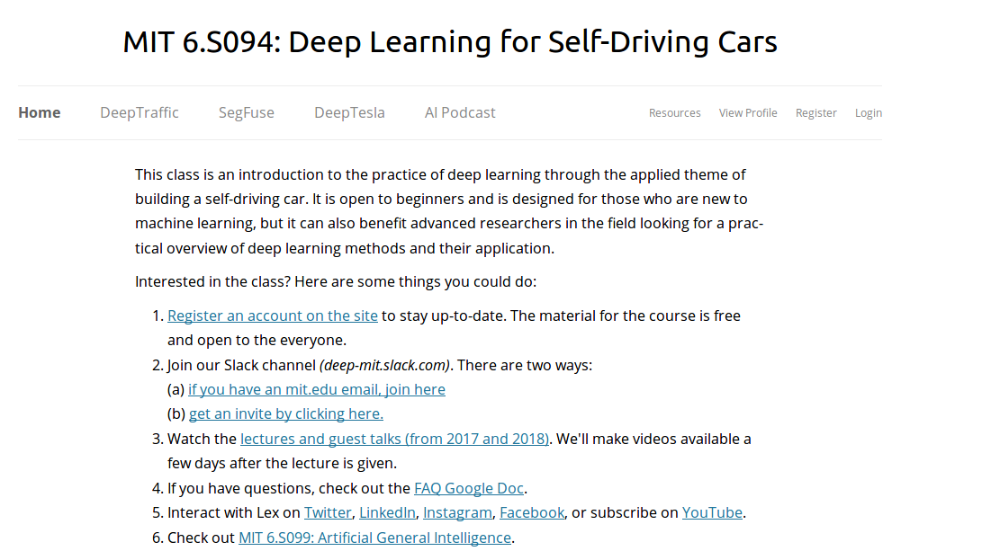 MIT 6.S094: Deep Learning for Self-Driving Cars
Home DeepTraffic SegFuse DeepTesla AI Podcast Resources View Profile Register Login
This class is an introduction to the practice of deep learning through the applied theme of
building a self-driving car. It is open to beginners and is designed for those who are new to
machine learning, but it can also benefit advanced researchers in the field looking for a prac-
tical overview of deep learning methods and their application.
Interested in the class? Here are some things you could do:
1. Register an account on the site to stay up-to-date. The material for the course is free
and open to the everyone.
2. Join our Slack channel (deep-mit.slack.com). There are two ways:
(a) if you have an mit.edu email, join here
(b) get an invite by clicking here.
3. Watch the lectures and guest talks (from 2017 and 2018). We'll make videos available a
few days after the lecture is given.
4. If you have questions, check out the FAQ Google Doc.
5. Interact with Lex on Twitter, LinkedIn, Instagram, Facebook, or subscribe on YouTube.
6. Check out MIT 6.S099: Artificial General Intelligence.